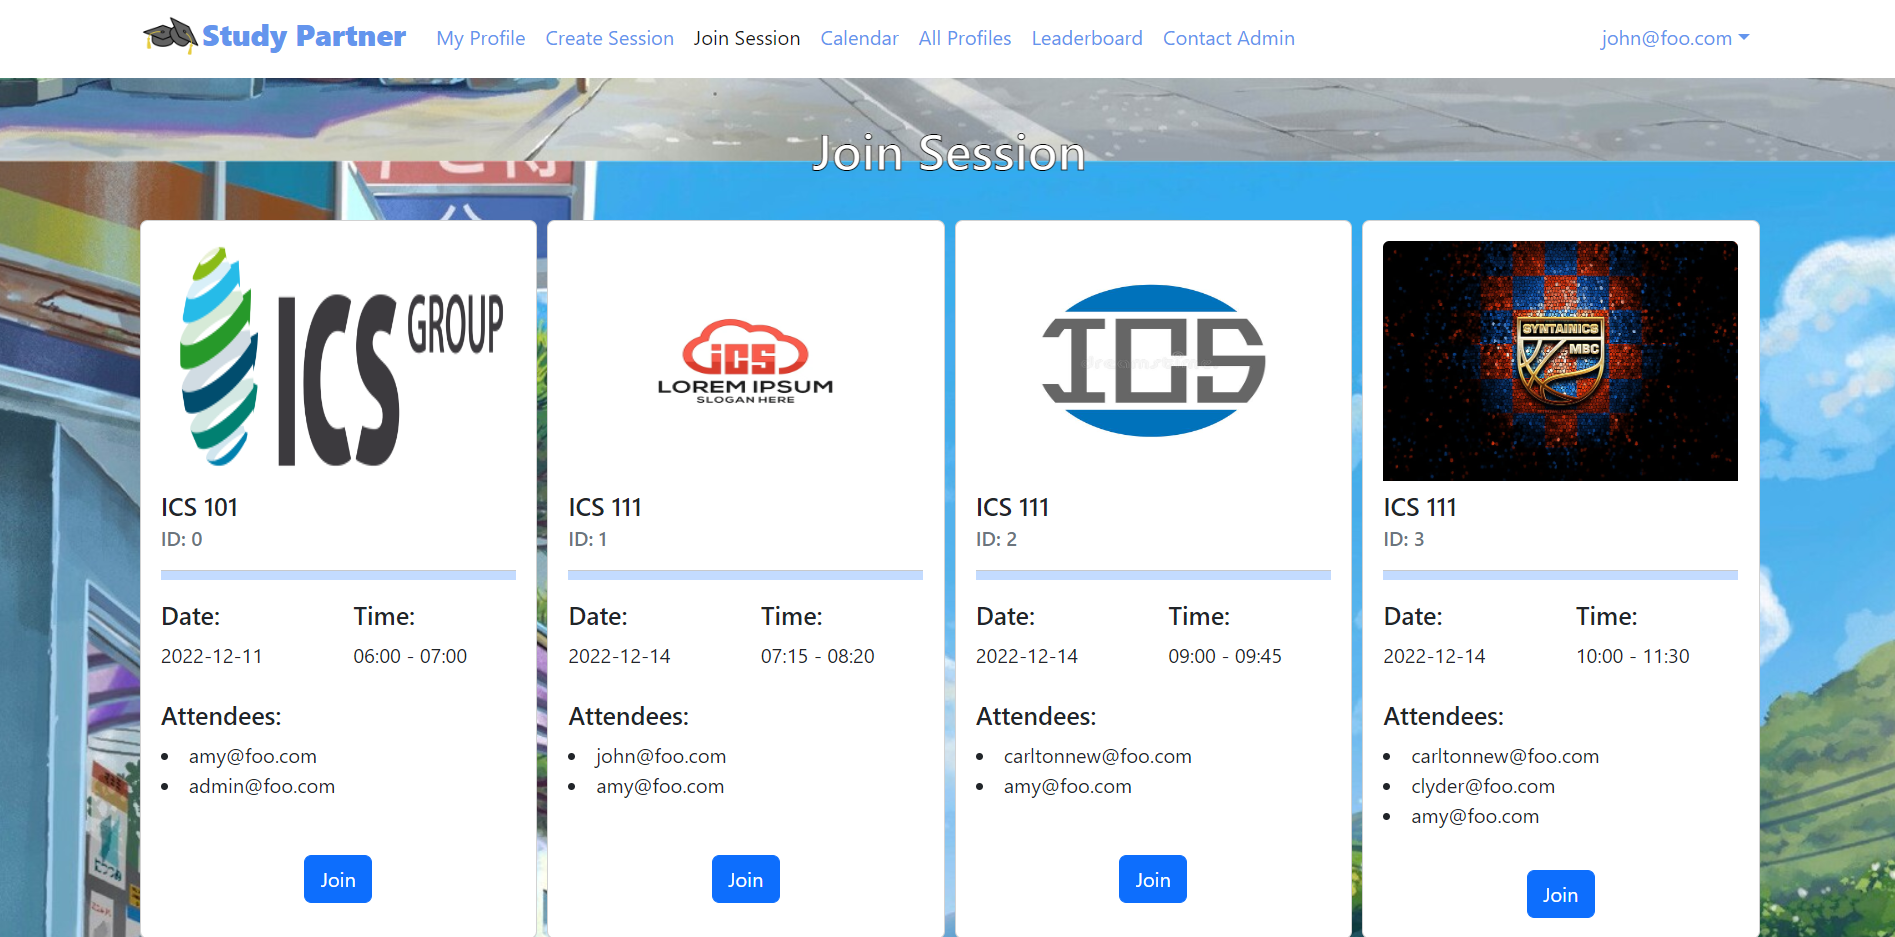 Study Partner My Profile Create Session Join Session Calendar All Profiles Leaderboard Contact Admin john@foo.com
Join Session
ICS GROUP
ics
LOREM IPSUM
SLOGAN HERE
ICS
SYNTAINICS
MBC
ICS 101
ID: 0
Date: Time:
2022-12-11 06:00 - 07:00
Attendees:
amy@foo.com
admin@foo.com
Join
ICS 111
ID: 1
Date: Time:
2022-12-14 07:15 - 08:20
Attendees:
john@foo.com
amy@foo.com
Join
ICS 111
ID: 2
Date: Time:
2022-12-14 09:00 - 09:45
Attendees:
carltonnew@foo.com
amy@foo.com
Join
ICS 111
ID: 3
Date: Time:
2022-12-14 10:00 - 11:30
Attendees:
carltonnew@foo.com
clyder@foo.com
amy@foo.com
Join